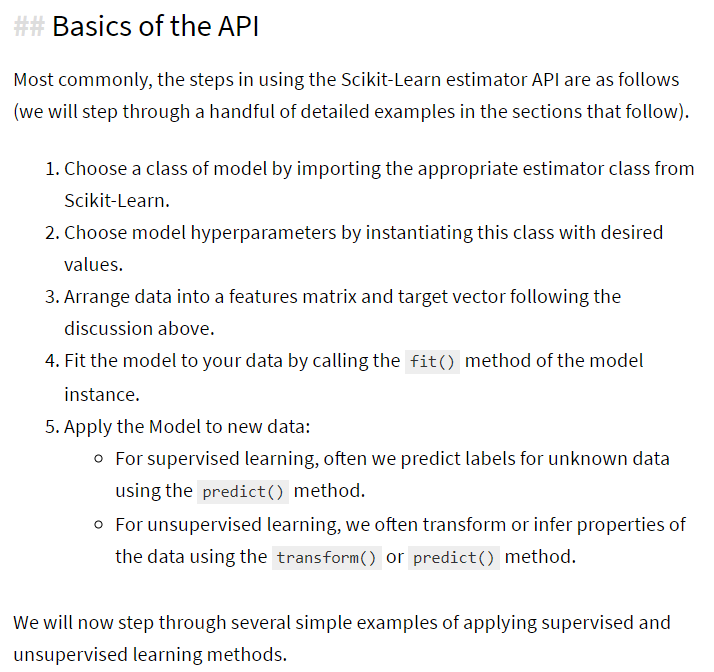 ## Basics of the API
Most commonly, the steps in using the Scikit-Learn estimator API are as follows
(we will step through a handful of detailed examples in the sections that follow).
1. Choose a class of model by importing the appropriate estimator class from
Scikit-Learn.
2. Choose model hyperparameters by instantiating this class with desired
values.
3. Arrange data into a features matrix and target vector following the
discussion above.
4. Fit the model to your data by calling the fit() method of the model
instance.
5. Apply the Model to new data:
○ For supervised learning, often we predict labels for unknown data
using the predict() method.
○ For unsupervised learning, we often transform or infer properties of
the data using the transform() or predict() method.
We will now step through several simple examples of applying supervised and
unsupervised learning methods.